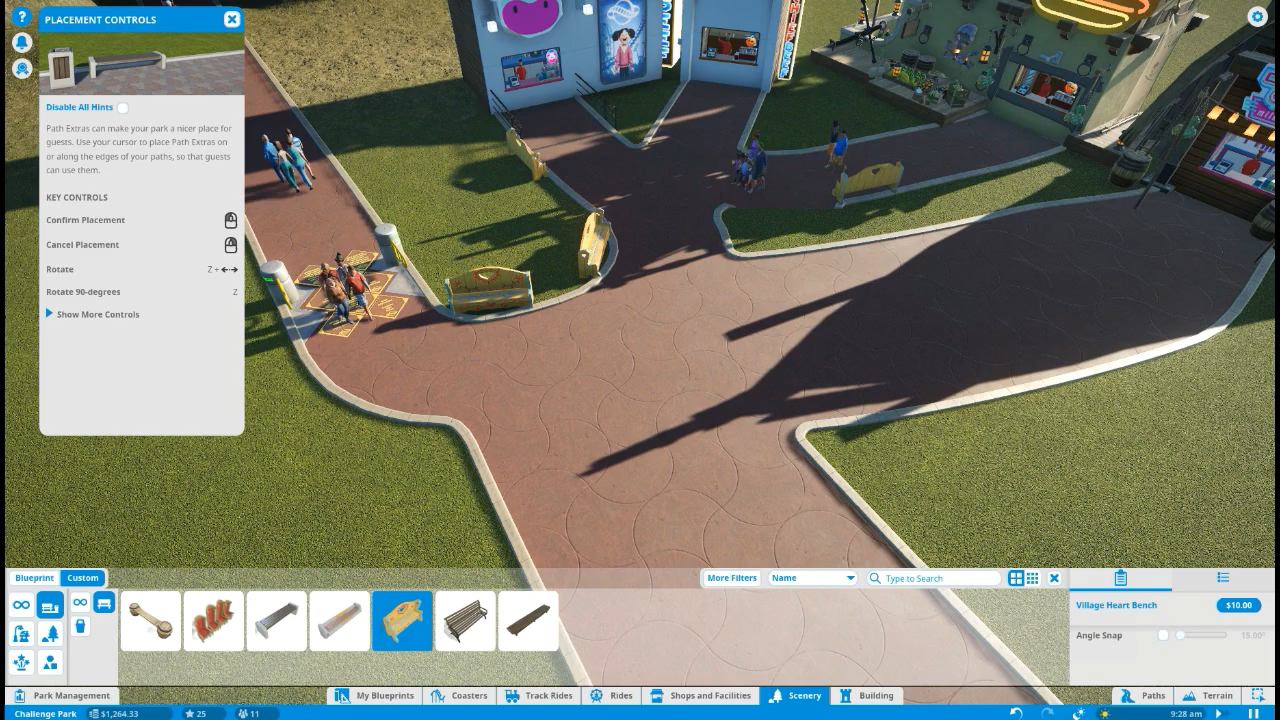 ?
PLACEMENT CONTROLS
Disable All Hints
Path Extras can make your park a nicer place for
guests. Use your cursor to place Path Extras on
or along the edges of your paths, so that guests
can use them.
KEY CONTROLS
Confirm Placement
Cancel Placement
Rotate Z +
Rotate 90-degrees Z
Show More Controls
Blueprint Custom
More Filters Name Type to Search
Village Heart Bench $10.00
Angle Snap 15.00°
Park Management My Blueprints Coasters Track Rides Rides Shops and Facilities Scenery Building Paths Terrain
Challenge Park $1,264.33 25 11 9:28 am